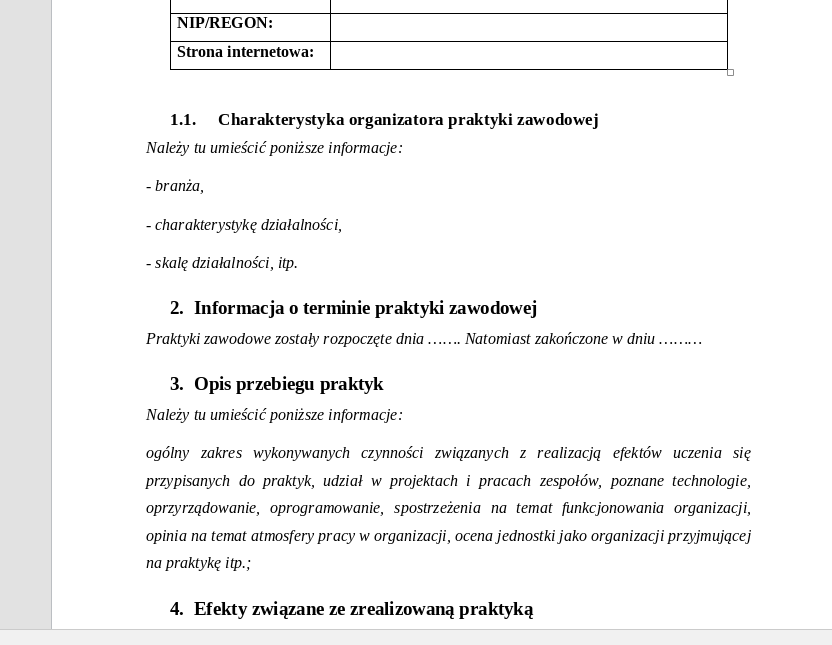 NIP/REGON:
Strona internetowa:
1.1. Charakterystyka organizatora praktyki zawodowej
Należy tu umieścić poniższe informacje:
- branża,
- charakterystykę działalności,
- skalę działalności, itp.
2. Informacja o terminie praktyki zawodowej
Praktyki zawodowe zostały rozpoczęte dnia ……. Natomiast zakończone w dniu ………
3. Opis przebiegu praktyk
Należy tu umieścić poniższe informacje:
ogólny zakres wykonywanych czynności związanych z realizacją efektów uczenia się
przypisanych do praktyk, udział w projektach i pracach zespołów, poznane technologie,
oprzyrządowanie, oprogramowanie, spostrzeżenia na temat funkcjonowania organizacji,
opinia na temat atmosfery pracy w organizacji, ocena jednostki jako organizacji przyjmującej
na praktykę itp.;
4. Efekty związane ze zrealizowaną praktyką